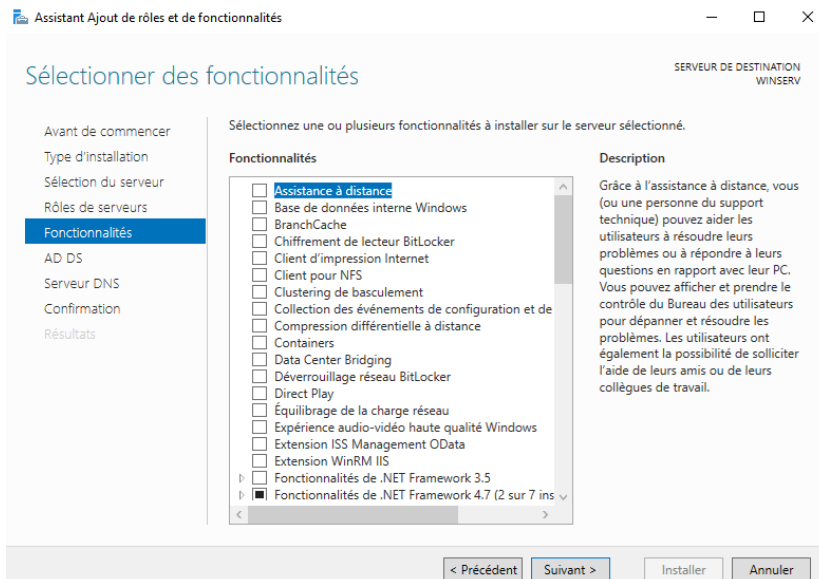 Assistant Ajout de rôles et de fonctionnalités
Sélectionner des fonctionnalités
SERVEUR DE DESTINATION
WINSERV
Avant de commencer
Type d'installation
Sélection du serveur
Rôles de serveurs
Fonctionnalités
AD DS
Serveur DNS
Confirmation
Résultats
Sélectionnez une ou plusieurs fonctionnalités à installer sur le serveur sélectionné.
Fonctionnalités
Assistance à distance
Base de données interne Windows
BranchCache
Chiffrement de lecteur BitLocker
Client d'impression Internet
Client pour NFS
Clustering de basculement
Collection des événements de configuration et de
Compression différentielle à distance
Containers
Data Center Bridging
Déverrouillage réseau BitLocker
Direct Play
Équilibrage de la charge réseau
Expérience audio-vidéo haute qualité Windows
Extension ISS Management OData
Extension WinRM IIS
Fonctionnalités de .NET Framework 3.5
Fonctionnalités de .NET Framework 4.7 (2 sur 7 ins
Description
Grâce à l'assistance à distance, vous
(ou une personne du support
technique) pouvez aider les
utilisateurs à résoudre leurs
problèmes ou à répondre à leurs
questions en rapport avec leur PC.
Vous pouvez afficher et prendre le
contrôle du Bureau des utilisateurs
pour dépanner et résoudre les
problèmes. Les utilisateurs ont
également la possibilité de solliciter
l'aide de leurs amis ou de leurs
collègues de travail.
< Précédent
Suivant >
Installer
Annuler